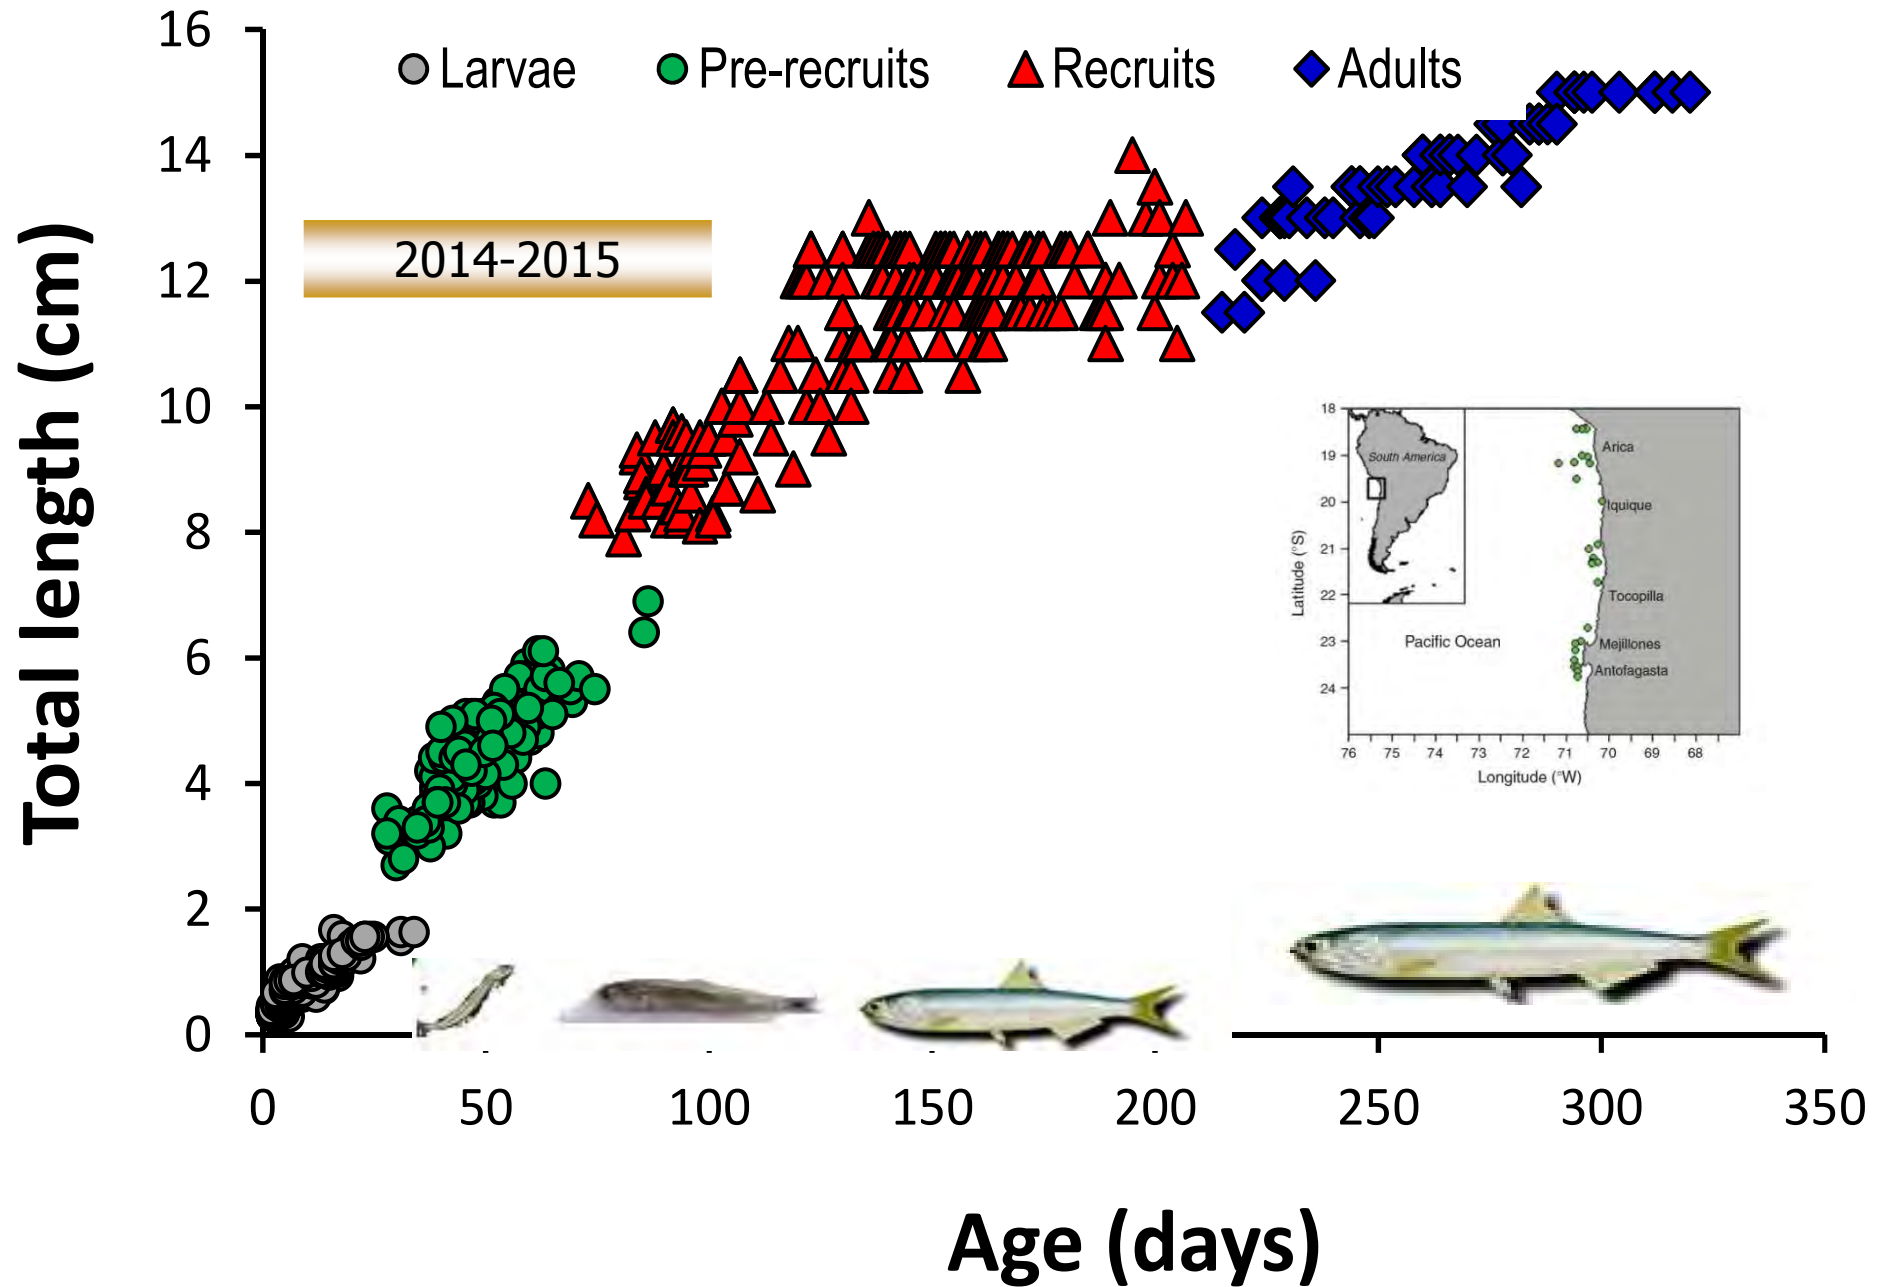 16
Larvae Pre-recruits Recruits Adults
14
2014-2015
12
10
8
6
4
2
0
Total length (cm)
0 50 100 150 200 250 300 350
Age (days)
18
19
20
21
22
23
24
Latitude (°S)
South America
Arica
Iquique
Tocopilla
Mejillones
Antofagasta
Pacific Ocean
76 75 74 73 72 71 70 69 68
Longitude (°W)